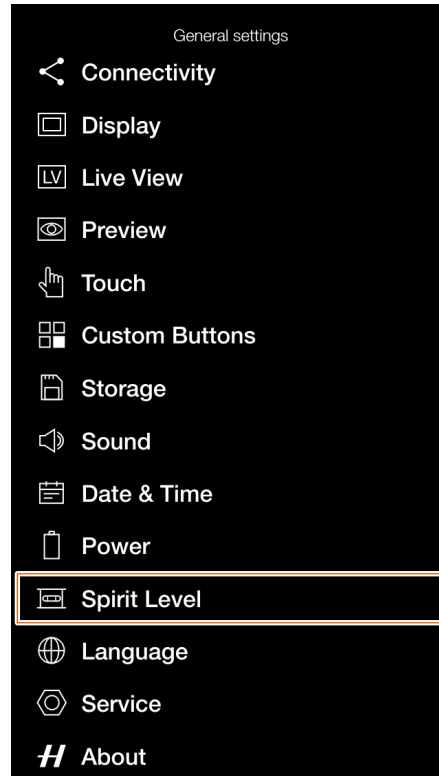 General settings
Connectivity
Display
LV Live View
Preview
Touch
Custom Buttons
Storage
Sound
Date & Time
Power
Spirit Level
Language
Service
H About